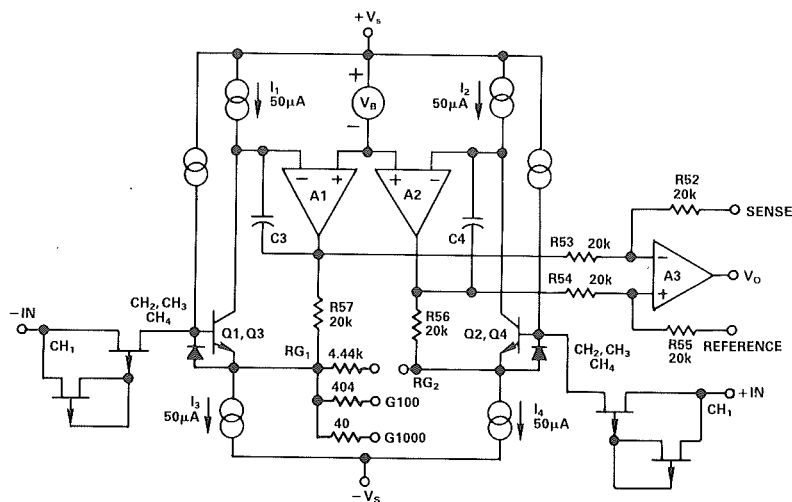 +Vs
I1
50µA
+
VB
−
I2
50µA
− +
A1
+ −
A2
C3
C4
R52
20k
SENSE
R53 20k
R54 20k
−
A3
+
VO
−IN
CH1
CH2, CH3
CH4
Q1, Q3
R57
20k
R56
20k
Q2, Q4
R55
20k
REFERENCE
RG1
4.44k
RG2
CH2, CH3
CH4
404
G100
40
G1000
I3
50µA
I4
50µA
+IN
CH1
−Vs